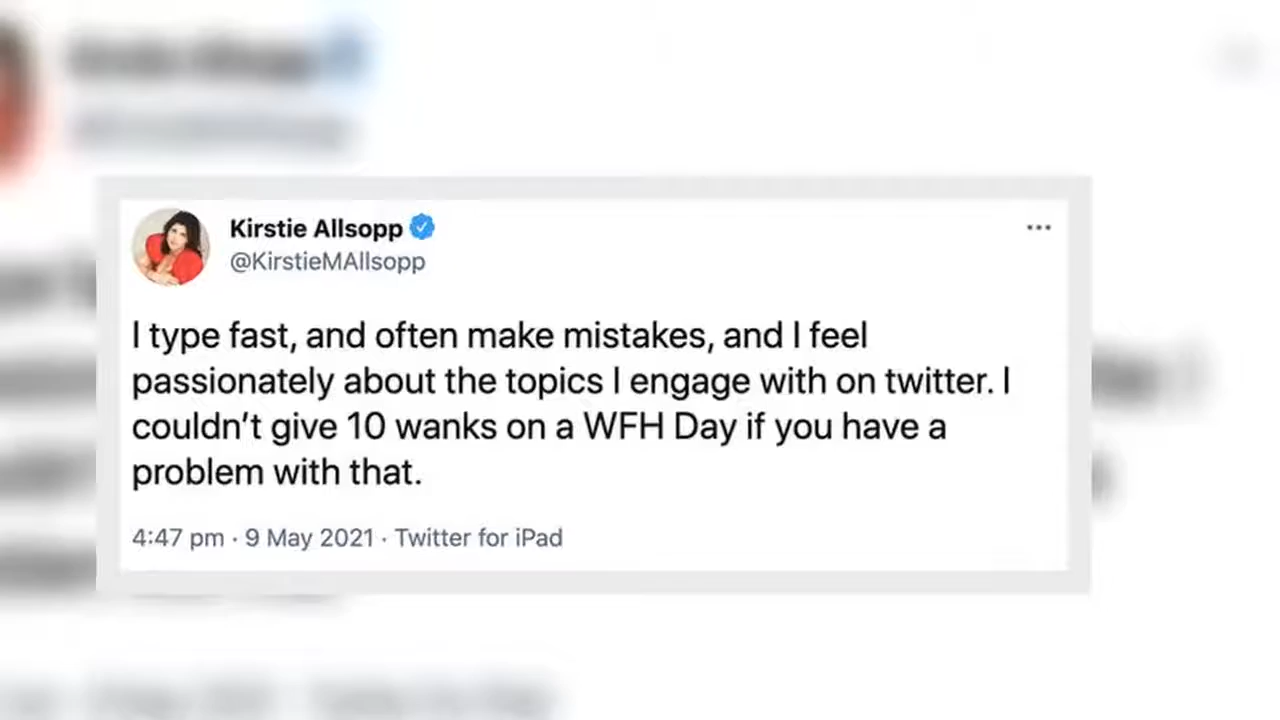 Kirstie Allsopp
@KirstieMAllsopp
I type fast, and often make mistakes, and I feel
passionately about the topics I engage with on twitter. I
couldn’t give 10 wanks on a WFH Day if you have a
problem with that.
4:47 pm · 9 May 2021 · Twitter for iPad